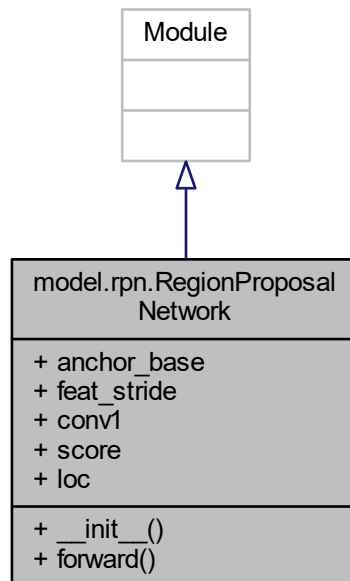 Module
model.rpn.RegionProposal
Network
+ anchor_base
+ feat_stride
+ conv1
+ score
+ loc
+ __init__()
+ forward()